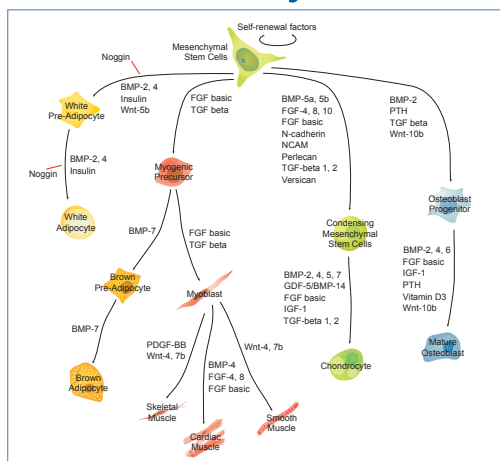 Self-renewal factors
Mesenchymal
Stem Cells
Noggin
BMP-2, 4
Insulin
Wnt-5b
White
Pre-Adipocyte
FGF basic
TGF beta
BMP-5a, 5b
FGF-4, 8, 10
FGF basic
N-cadherin
NCAM
Perlecan
TGF-beta 1, 2
Versican
BMP-2
PTH
TGF beta
Wnt-10b
Noggin
BMP-2, 4
Insulin
Myogenic
Precursor
Osteoblast
Progenitor
White
Adipocyte
BMP-7
FGF basic
TGF beta
Condensing
Mesenchymal
Stem Cells
BMP-2, 4, 6
FGF basic
IGF-1
PTH
Vitamin D3
Wnt-10b
Brown
Pre-Adipocyte
Myoblast
BMP-2, 4, 5, 7
GDF-5/BMP-14
FGF basic
IGF-1
TGF-beta 1, 2
BMP-7
PDGF-BB
Wnt-4, 7b
BMP-4
FGF-4, 8
FGF basic
Wnt-4, 7b
Mature
Osteoblast
Chondrocyte
Brown
Adipocyte
Skeletal
Muscle
Cardiac
Muscle
Smooth
Muscle